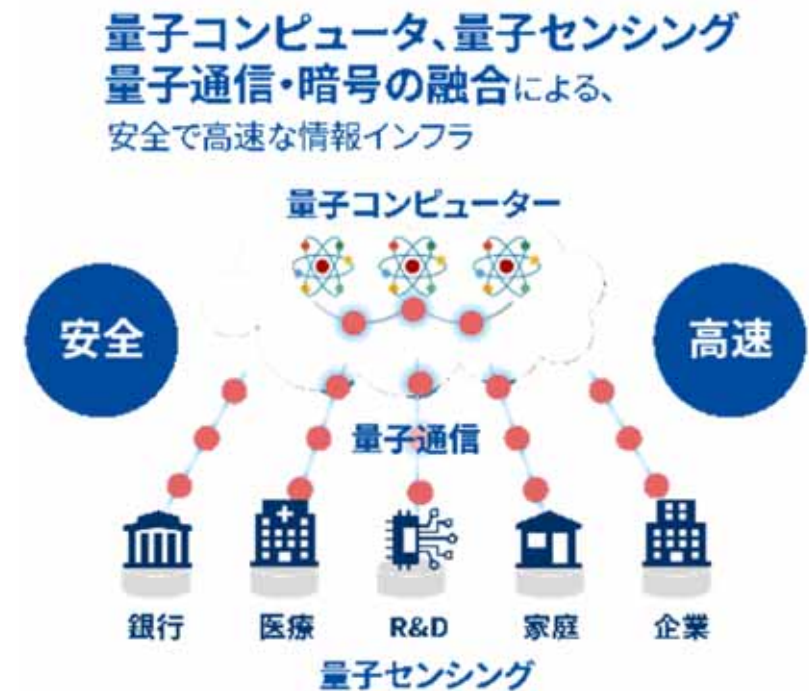 量子コンピュータ、量子センシング
量子通信・暗号の融合による、
安全で高速な情報インフラ
量子コンピューター
安全
高速
量子通信
銀行
医療
R&D
家庭
企業
量子センシング